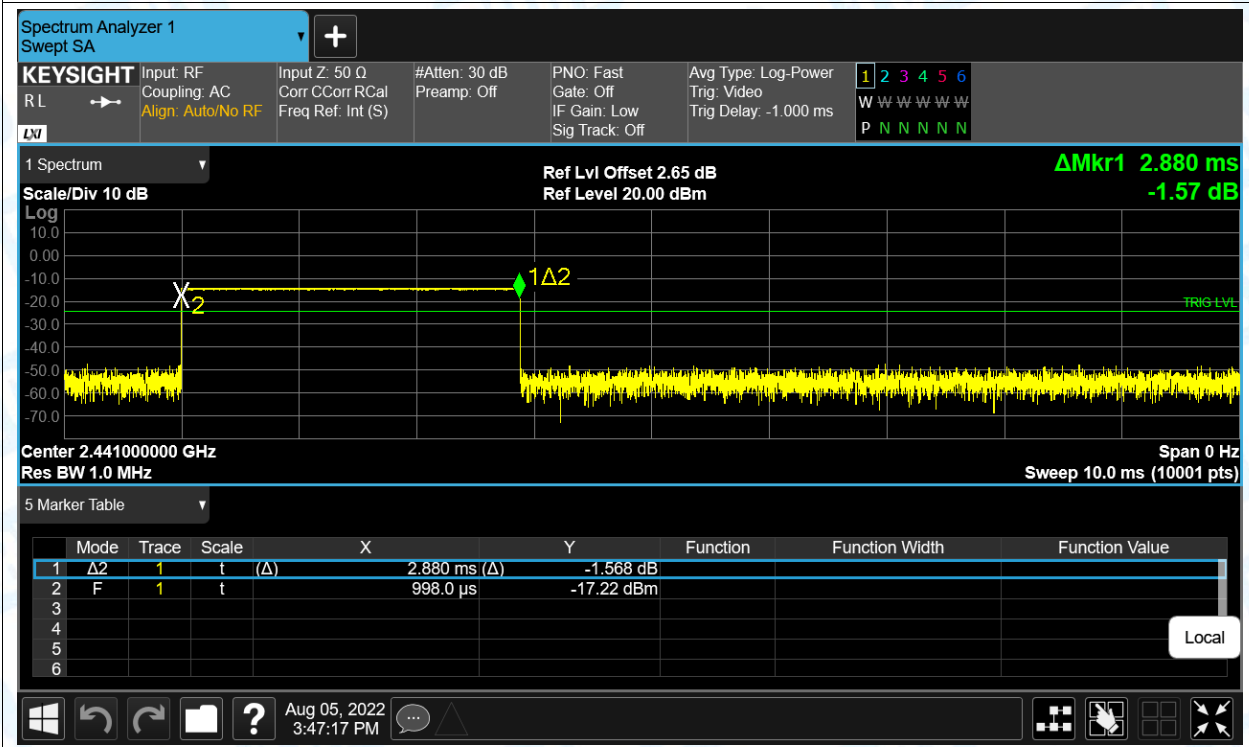 Spectrum Analyzer 1
Swept SA
KEYSIGHT
R L
LXI
Input: RF
Coupling: AC
Align: Auto/No RF
Input Z: 50 Ω
Corr CCorr RCal
Freq Ref: Int (S)
#Atten: 30 dB
Preamp: Off
PNO: Fast
Gate: Off
IF Gain: Low
Sig Track: Off
Avg Type: Log-Power
Trig: Video
Trig Delay: -1.000 ms
1 2 3 4 5 6
W W W W W W
P N N N N N
1 Spectrum
Scale/Div 10 dB
Ref Lvl Offset 2.65 dB
Ref Level 20.00 dBm
ΔMkr1 2.880 ms
-1.57 dB
Log
10.0
0.00
-10.0
-20.0
-30.0
-40.0
-50.0
-60.0
-70.0
2
1Δ2
TRIG LVL
Center 2.441000000 GHz
Res BW 1.0 MHz
Span 0 Hz
Sweep 10.0 ms (10001 pts)
5 Marker Table
Mode Trace Scale X Y Function Function Width Function Value
1 Δ2 1 t (Δ) 2.880 ms (Δ) -1.568 dB
2 F 1 t 998.0 µs -17.22 dBm
3
4
5
6
Local
?
Aug 05, 2022
3:47:17 PM